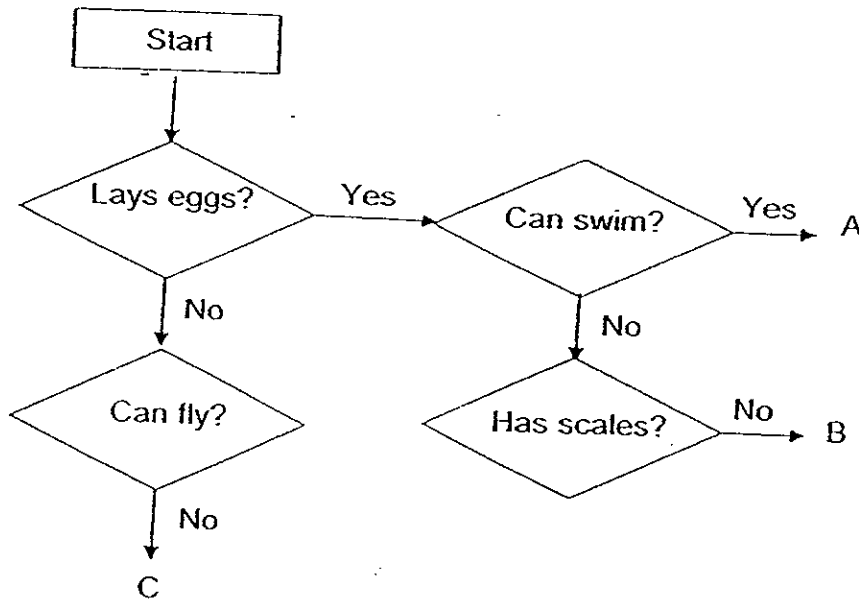 Start
Lays eggs?
Yes
Can swim?
Yes
A
No
No
Can fly?
Has scales?
No
B
No
C